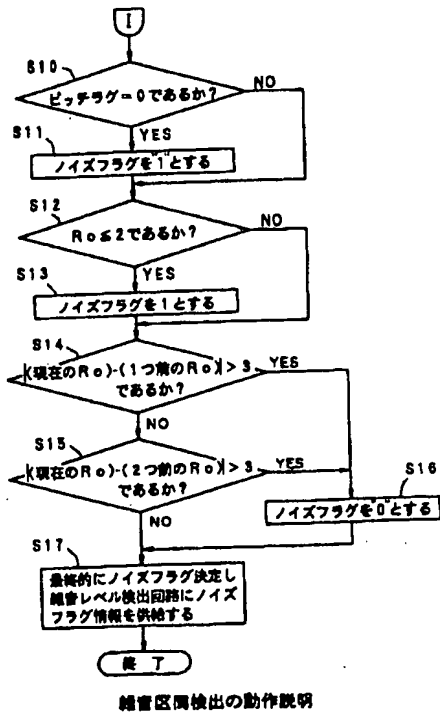 I
S10
ピッチラグ=0であるか?
NO
YES
S11
ノイズフラグを"1"とする
S12
Ro≦2であるか?
NO
YES
S13
ノイズフラグを1とする
S14
|(現在のRo)-(1つ前のRo)|>3
であるか?
YES
NO
S15
|(現在のRo)-(2つ前のRo)|>3
であるか?
YES
NO
S16
ノイズフラグを"0"とする
S17
最終的にノイズフラグ決定し
雑音レベル検出回路にノイズ
フラグ情報を供給する
終了
雑音区間検出の動作説明